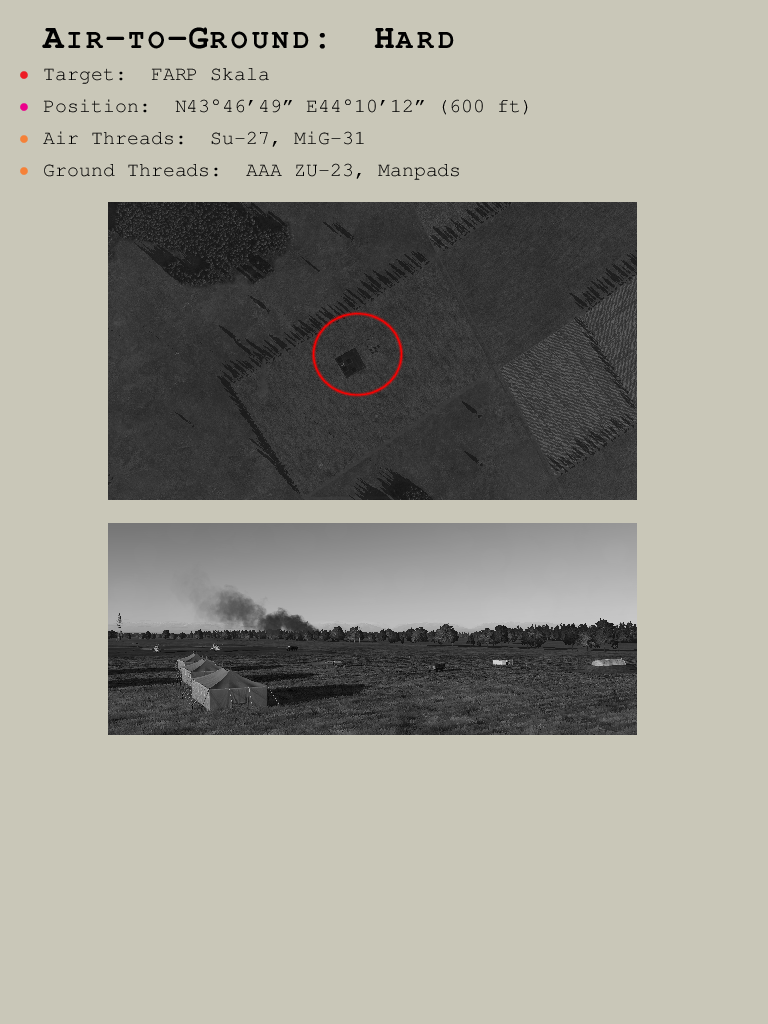 Air-to-Ground: Hard
Target: FARP Skala
Position: N43°46’49” E44°10’12” (600 ft)
Air Threads: Su-27, MiG-31
Ground Threads: AAA ZU-23, Manpads